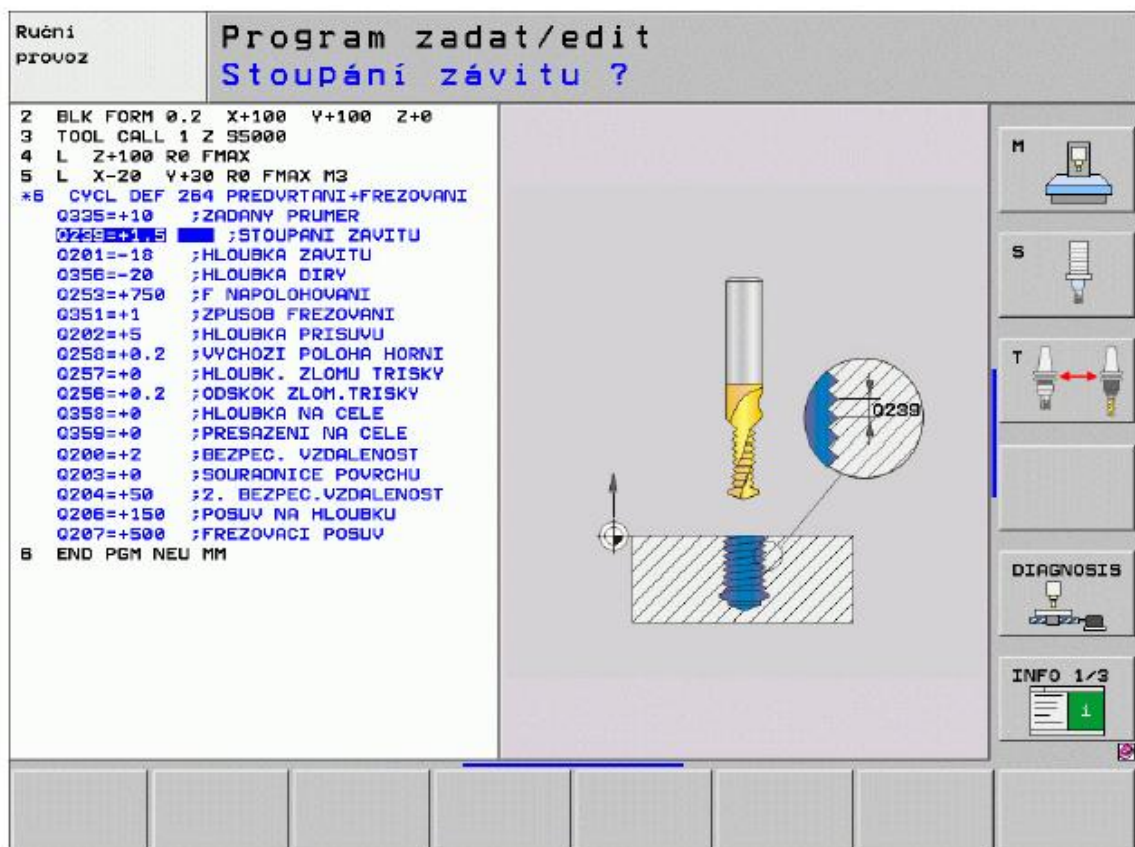 Ruční
provoz
Program zadat/edit
Stoupání závitu ?
2 BLK FORM 0.2 X+100 Y+100 Z+0
3 TOOL CALL 1 Z S5000
4 L Z+100 R0 FMAX
5 L X-20 Y+30 R0 FMAX M3
*6 CYCL DEF 264 PREDVRTANI+FREZOVANI
Q335=+10 ;ZADANY PRUMER
Q239=+1.5 ;STOUPANI ZAVITU
Q201=-18 ;HLOUBKA ZAVITU
Q356=-20 ;HLOUBKA DIRY
Q253=+750 ;F NAPOLOHOVANI
Q351=+1 ;ZPUSOB FREZOVANI
Q202=+5 ;HLOUBKA PRISUVU
Q258=+0.2 ;VYCHOZI POLOHA HORNI
Q257=+0 ;HLOUBK. ZLOMU TRISKY
Q256=+0.2 ;ODSKOK ZLOM.TRISKY
Q358=+0 ;HLOUBKA NA CELE
Q359=+0 ;PRESAZENI NA CELE
Q200=+2 ;BEZPEC. VZDALENOST
Q203=+0 ;SOURADNICE POVRCHU
Q204=+50 ;2. BEZPEC.VZDALENOST
Q206=+150 ;POSUV NA HLOUBKU
Q207=+500 ;FREZOVACI POSUV
6 END PGM NEU MM
Q239
M
S
T
DIAGNOSIS
INFO 1/3
i